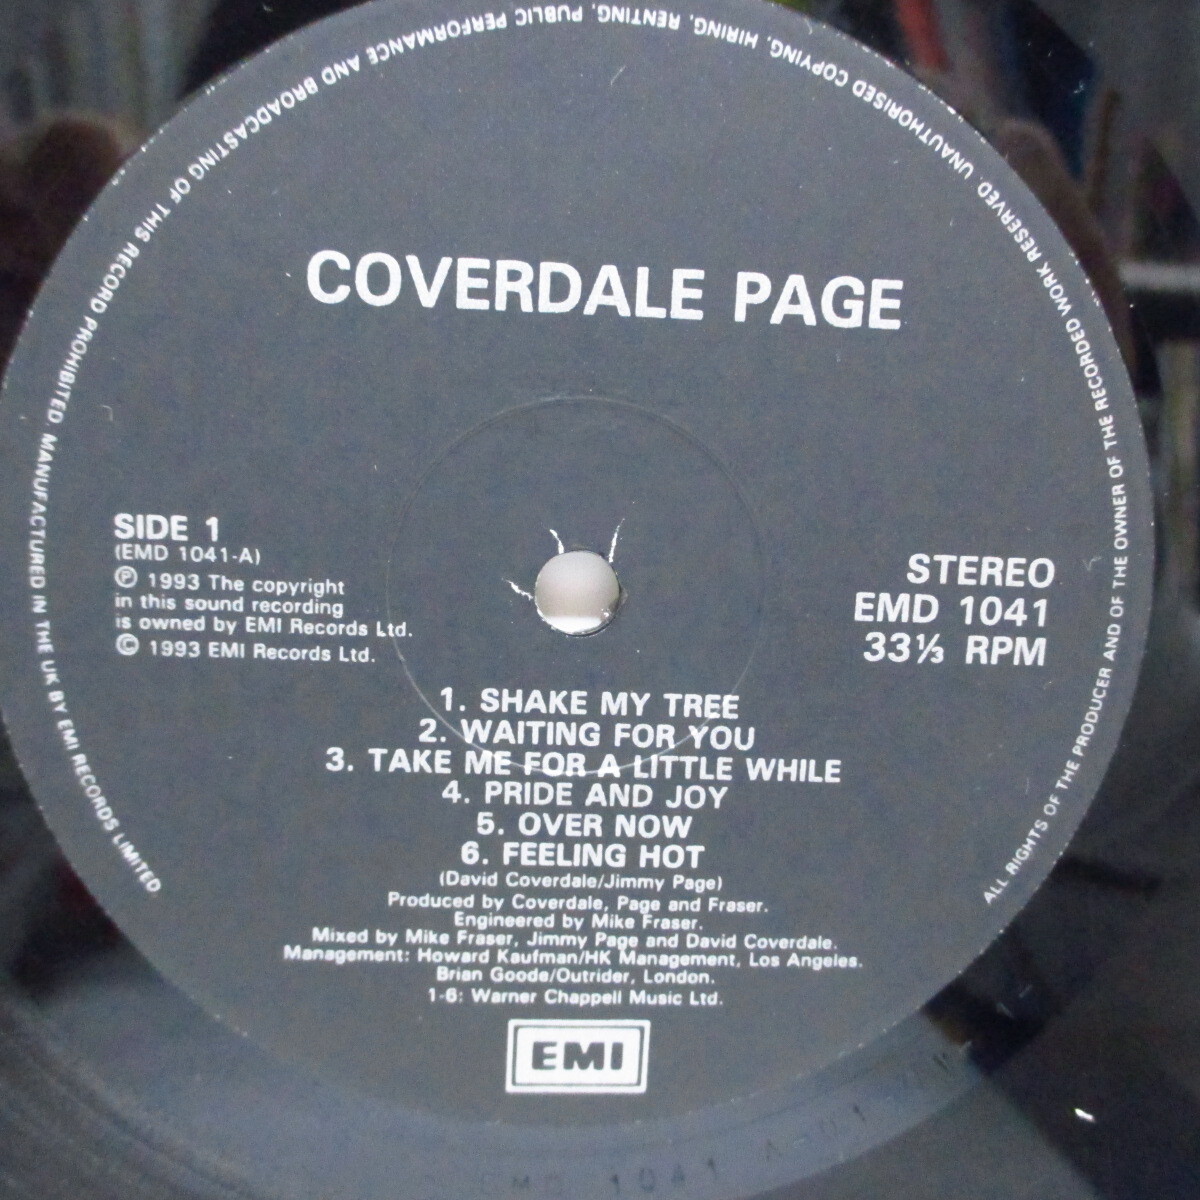 COVERDALE PAGE
SIDE 1
(EMD 1041-A)
Ⓟ 1993 The copyright
in this sound recording
is owned by EMI Records Ltd.
© 1993 EMI Records Ltd.
STEREO
EMD 1041
33⅓ RPM
1. SHAKE MY TREE
2. WAITING FOR YOU
3. TAKE ME FOR A LITTLE WHILE
4. PRIDE AND JOY
5. OVER NOW
6. FEELING HOT
(David Coverdale/Jimmy Page)
Produced by Coverdale, Page and Fraser.
Engineered by Mike Fraser.
Mixed by Mike Fraser, Jimmy Page and David Coverdale.
Management: Howard Kaufman/HK Management, Los Angeles.
Brian Goode/Outrider, London.
1-6: Warner Chappell Music Ltd.
EMI
ALL RIGHTS OF THE PRODUCER AND OF THE OWNER OF THE RECORDED WORK RESERVED. UNAUTHORISED COPYING, HIRING, RENTING, PUBLIC PERFORMANCE AND BROADCASTING OF THIS RECORD PROHIBITED. MANUFACTURED IN THE UK BY EMI RECORDS LIMITED
EMD 1041 A-01